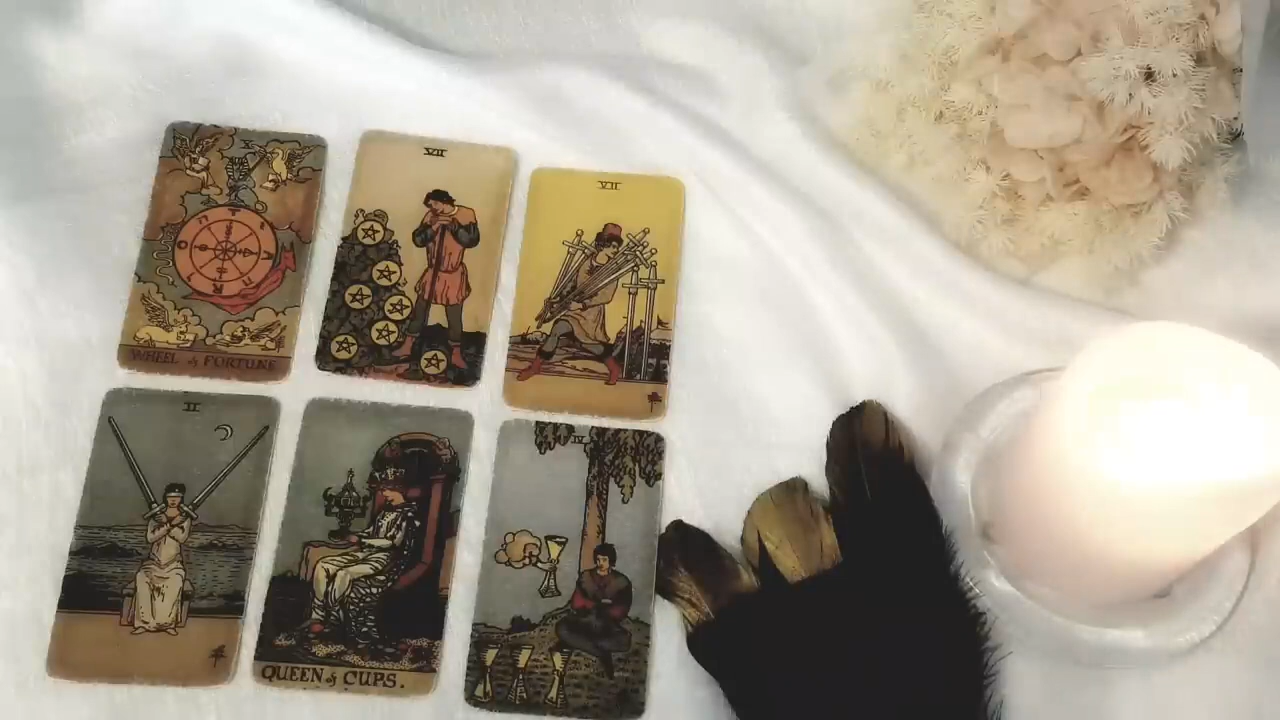 VII
VII
WHEEL of FORTUNE
II
IV
QUEEN of CUPS.